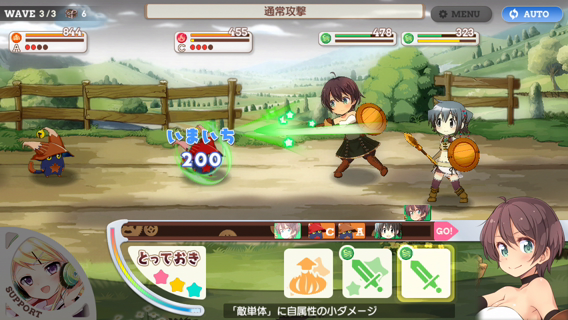 WAVE 3/3 6
通常攻撃
MENU
AUTO
844
A
455
C
478
323
いまいち
200
C A
GO!
とっておき
SUPPORT
「敵単体」に自属性の小ダメージ